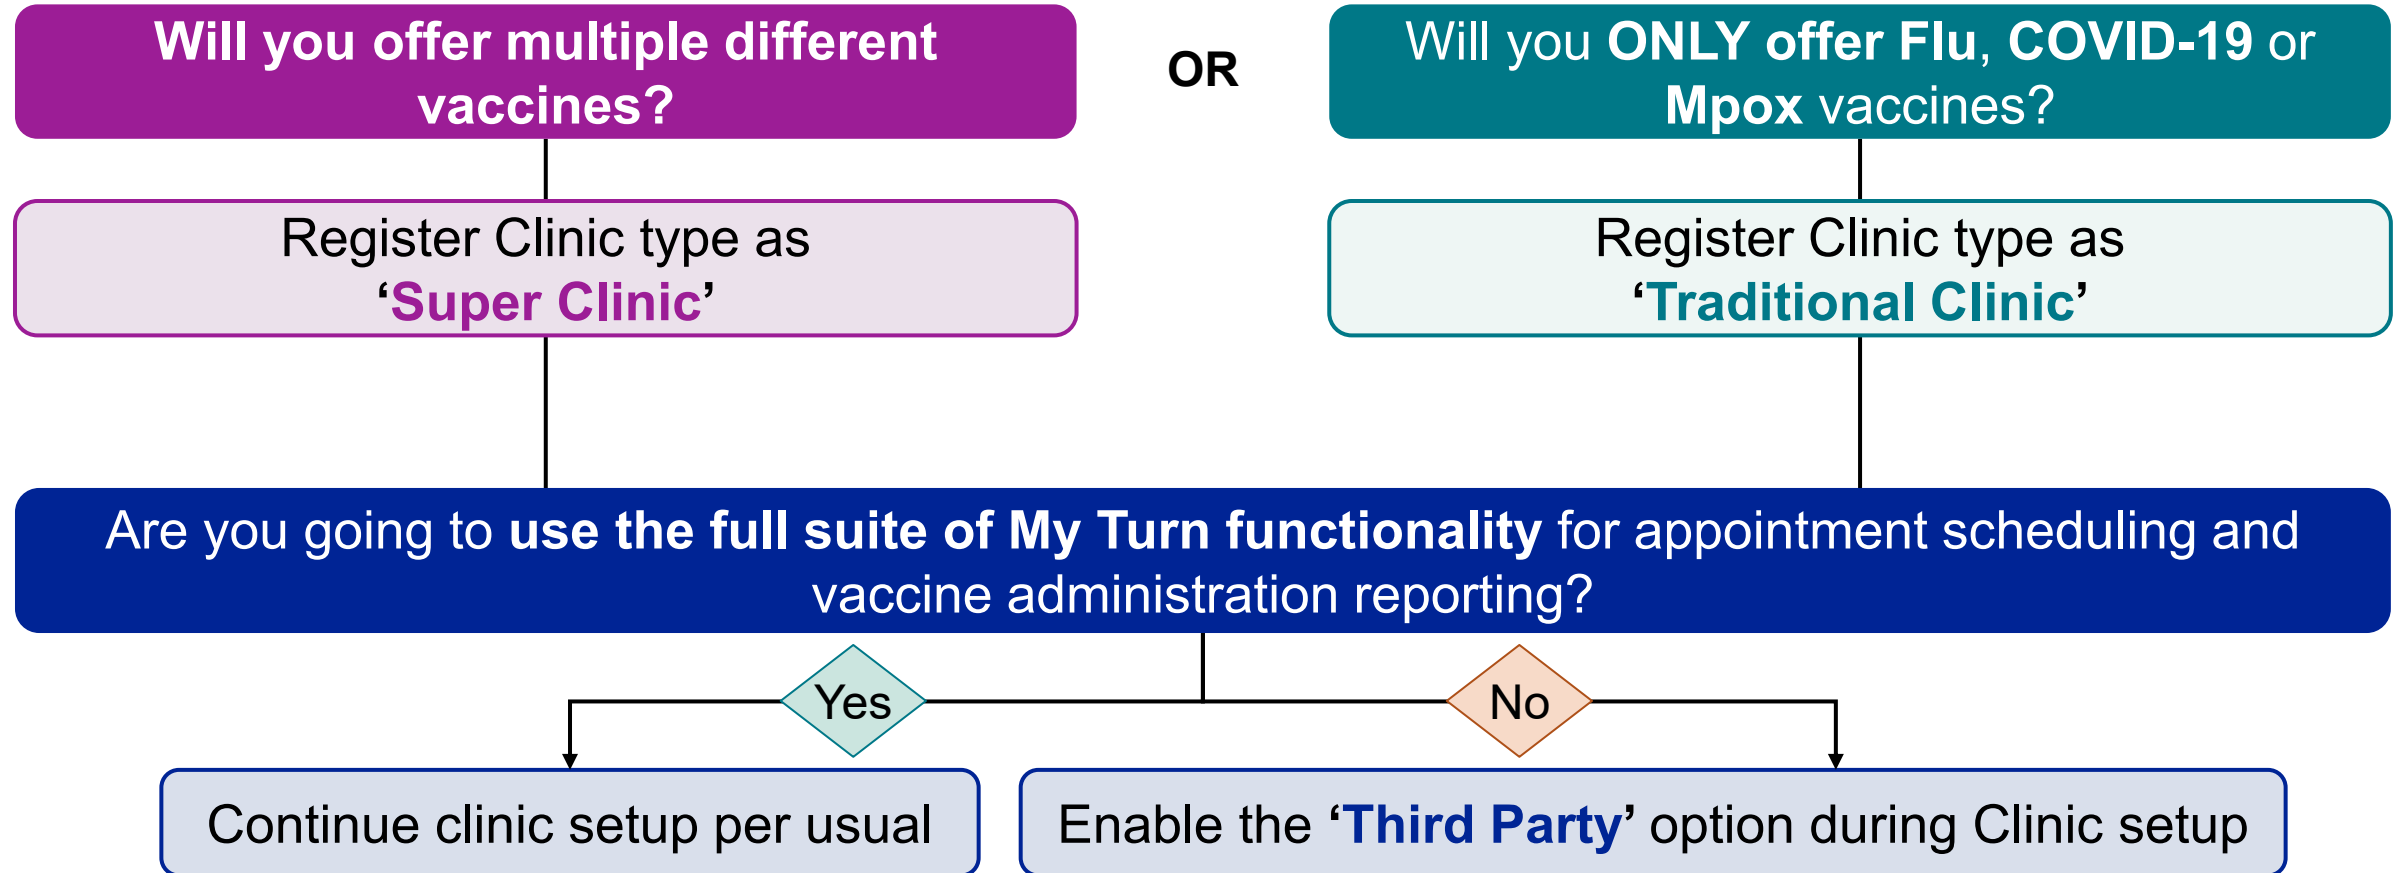 Will you offer multiple different
vaccines?
OR
Will you ONLY offer Flu, COVID-19 or
Mpox vaccines?
Register Clinic type as
‘Super Clinic’
Register Clinic type as
‘Traditional Clinic’
Are you going to use the full suite of My Turn functionality for appointment scheduling and
vaccine administration reporting?
Yes
No
Continue clinic setup per usual
Enable the ‘Third Party’ option during Clinic setup